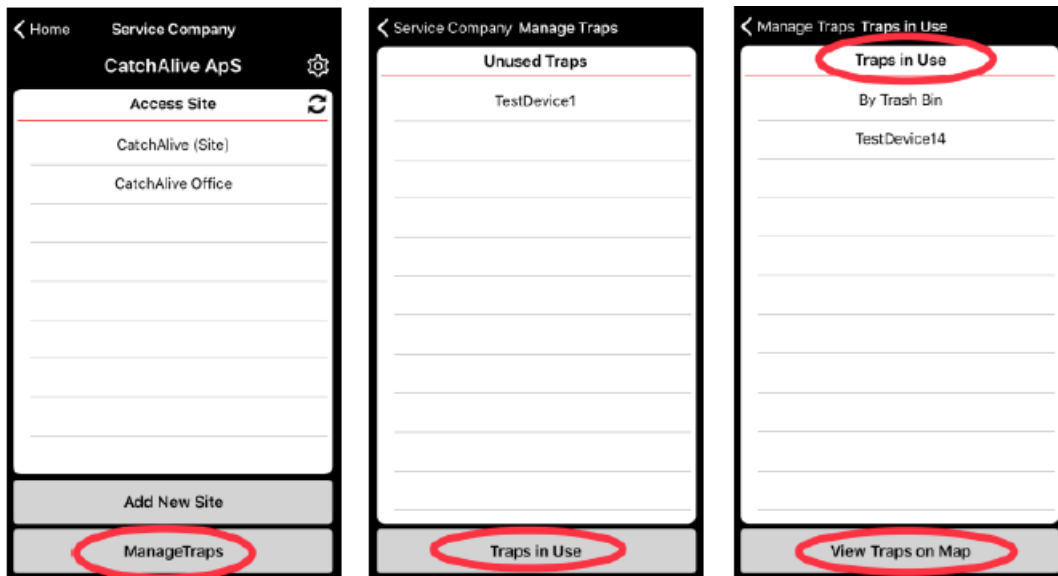 Home Service Company
CatchAlive ApS
Access Site
CatchAlive (Site)
CatchAlive Office
Add New Site
ManageTraps
Service Company Manage Traps
Unused Traps
TestDevice1
Traps in Use
Manage Traps Traps in Use
Traps in Use
By Trash Bin
TestDevice14
View Traps on Map